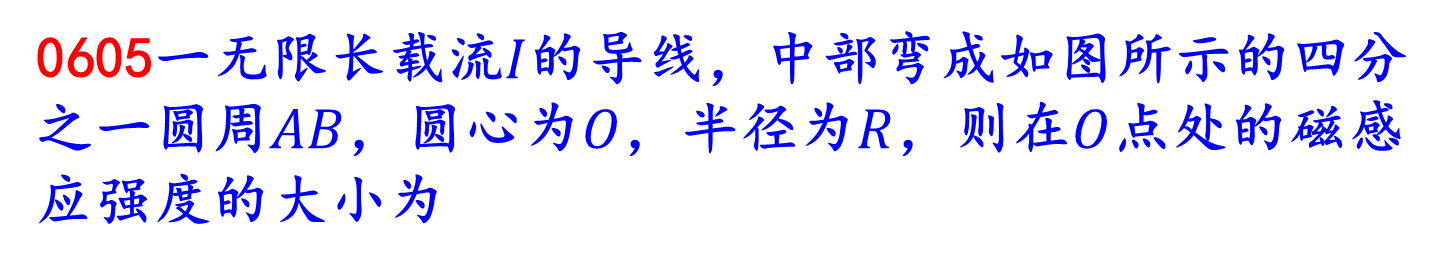 0605一无限长载流I的导线，中部弯成如图所示的四分
之一圆周AB，圆心为O，半径为R，则在O点处的磁感
应强度的大小为